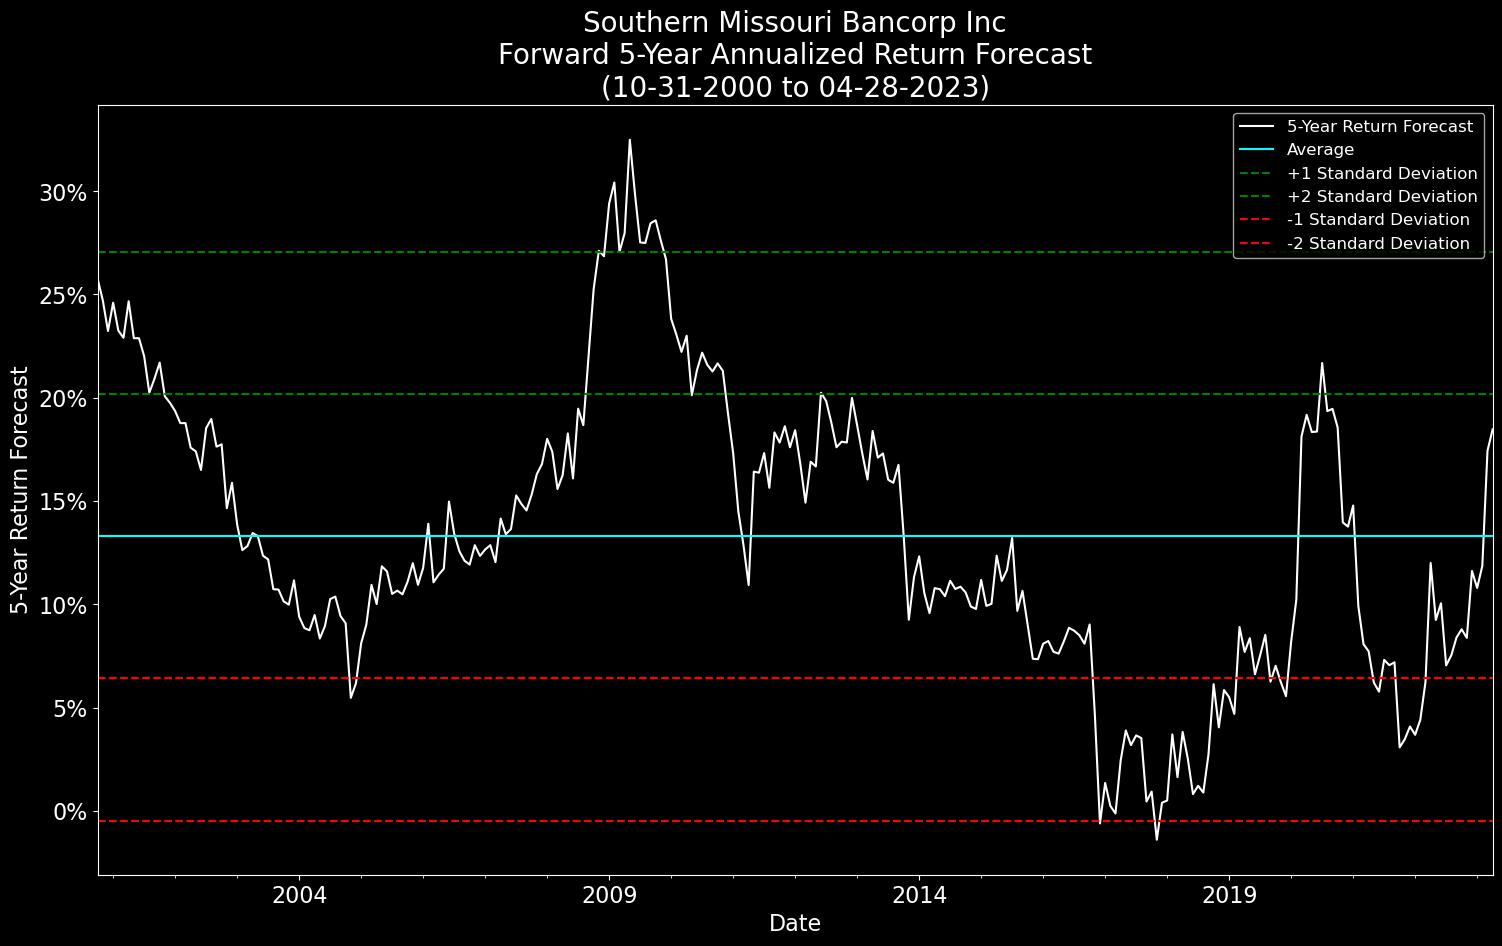 Southern Missouri Bancorp Inc
Forward 5-Year Annualized Return Forecast
(10-31-2000 to 04-28-2023)
5-Year Return Forecast
Average
+1 Standard Deviation
+2 Standard Deviation
-1 Standard Deviation
-2 Standard Deviation
5-Year Return Forecast
30%
25%
20%
15%
10%
5%
0%
2004
2009
2014
2019
Date